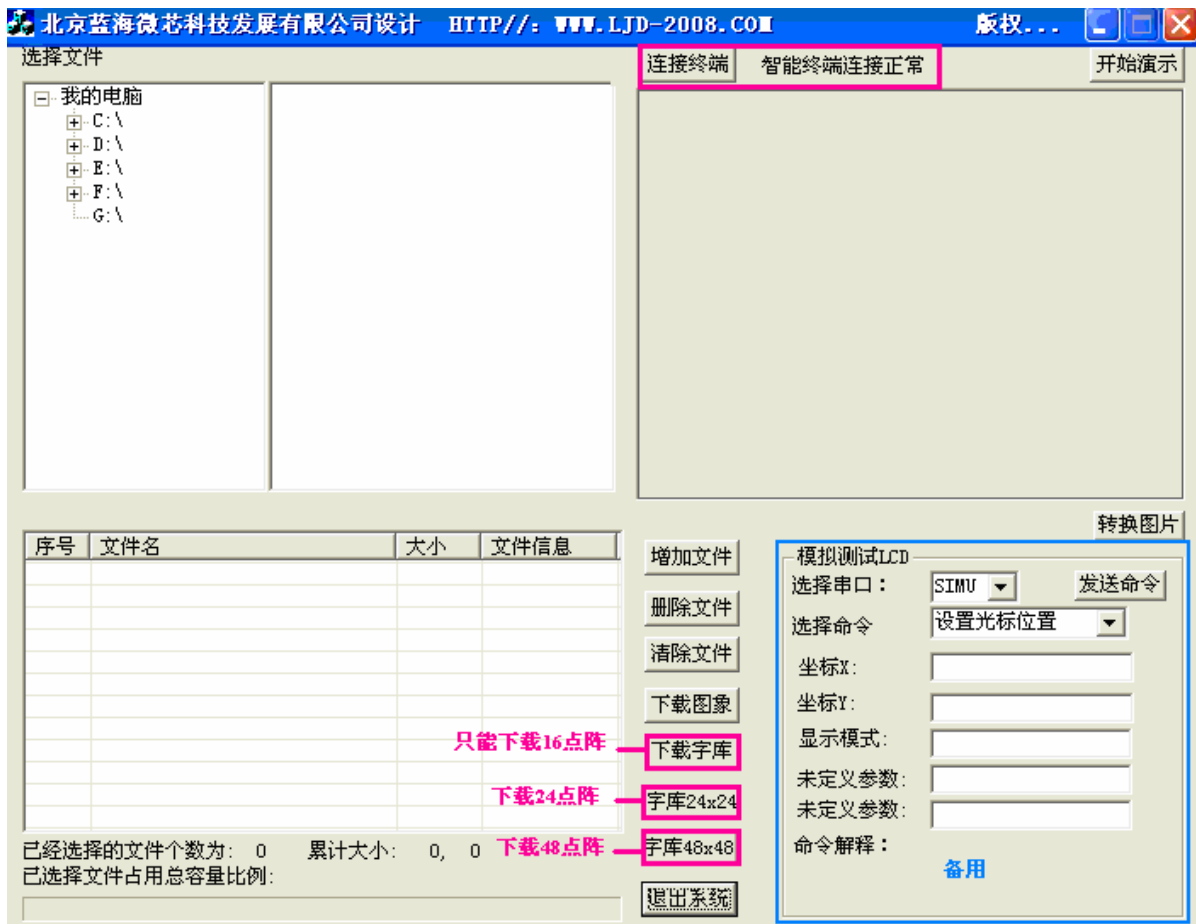 北京蓝海微芯科技发展有限公司设计 HTTP//: WWW.LJD-2008.COM 版权...
选择文件
连接终端 智能终端连接正常 开始演示
我的电脑
C:\
D:\
E:\
F:\
G:\
转换图片
序号 文件名 大小 文件信息
增加文件
删除文件
清除文件
下载图象
只能下载16点阵 下载字库
下载24点阵 字库24x24
下载48点阵 字库48x48
退出系统
已经选择的文件个数为: 0 累计大小: 0, 0
已选择文件占用总容量比例:
模拟测试LCD
选择串口: SIMU 发送命令
选择命令 设置光标位置
坐标X:
坐标Y:
显示模式:
未定义参数:
未定义参数:
命令解释:
备用